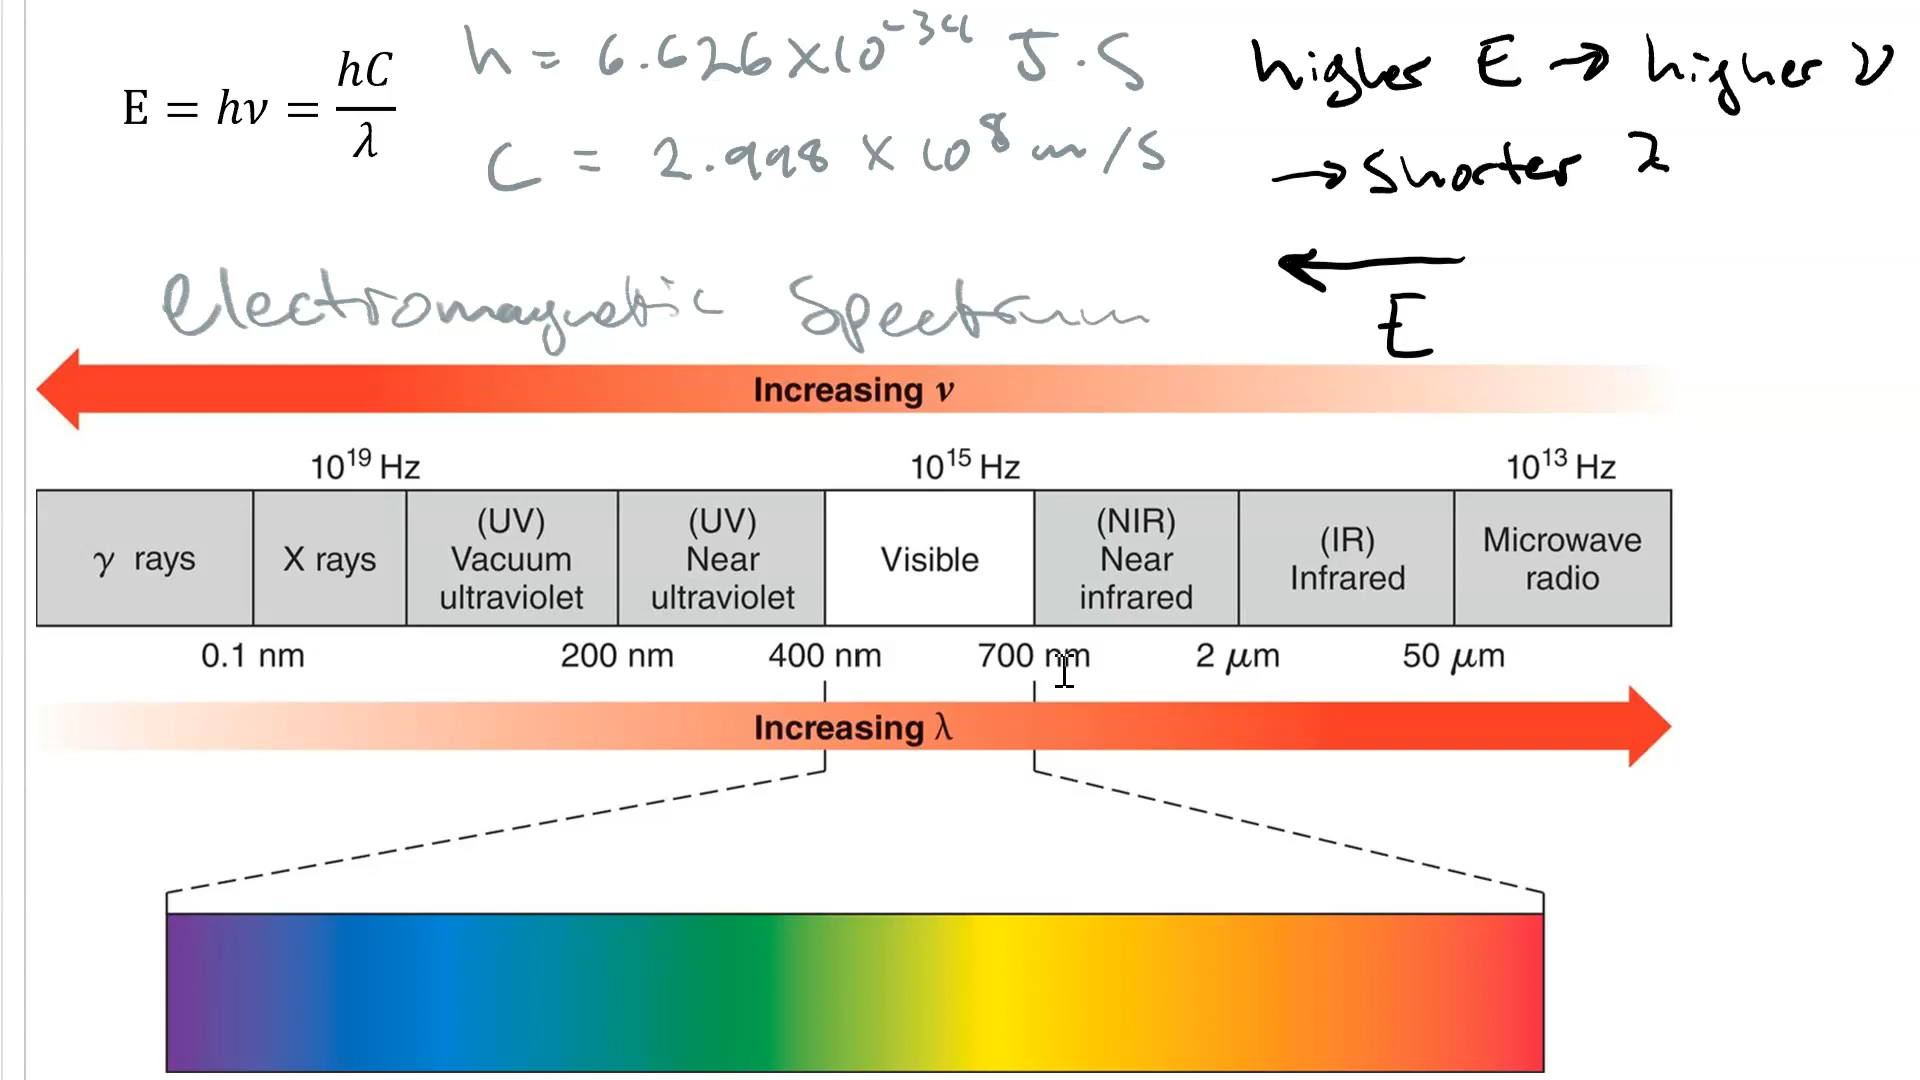 E = hν = hC/λ
h = 6.626 x 10⁻³⁴ J·S
C = 2.998 x 10⁸ m/s
higher E → higher ν
→ Shorter λ
← E
Electromagnetic Spectrum
Increasing ν
10¹⁹ Hz 10¹⁵ Hz 10¹³ Hz
γ rays
X rays
(UV)
Vacuum
ultraviolet
(UV)
Near
ultraviolet
Visible
(NIR)
Near
infrared
(IR)
Infrared
Microwave
radio
0.1 nm 200 nm 400 nm 700 nm 2 μm 50 μm
Increasing λ